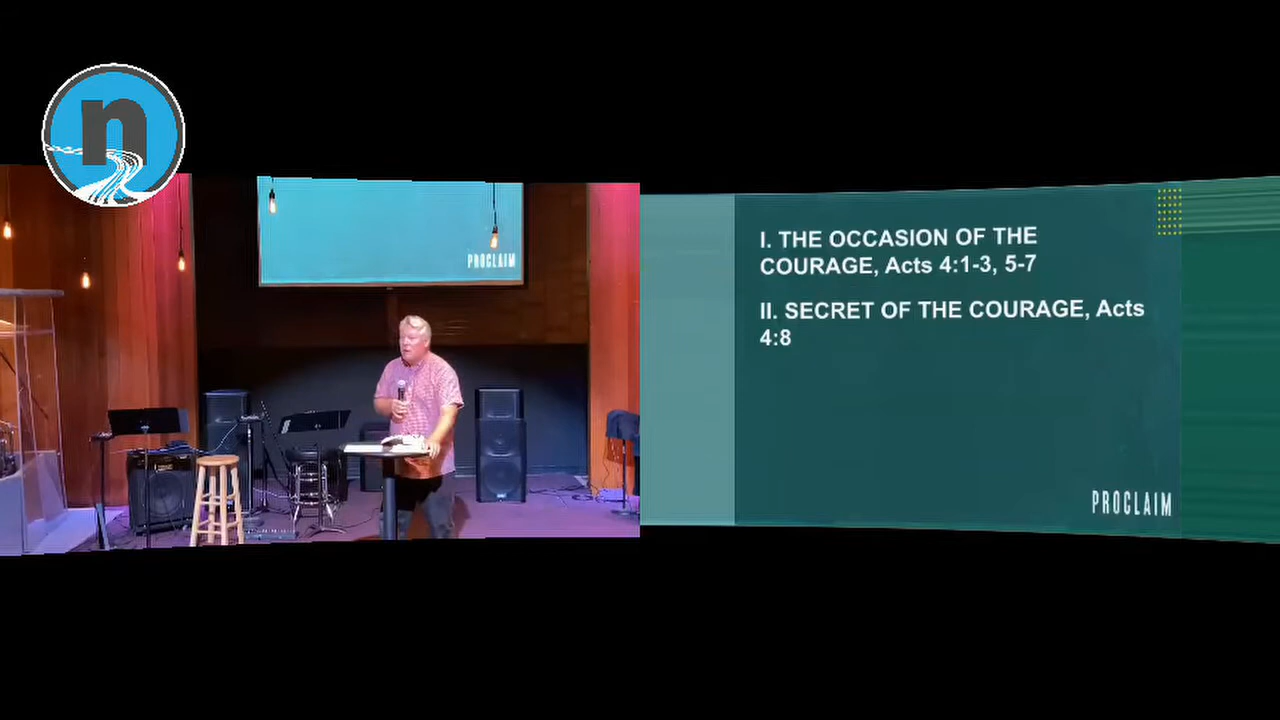 n
PROCLAIM
I. THE OCCASION OF THE
COURAGE, Acts 4:1-3, 5-7
II. SECRET OF THE COURAGE, Acts
4:8
PROCLAIM